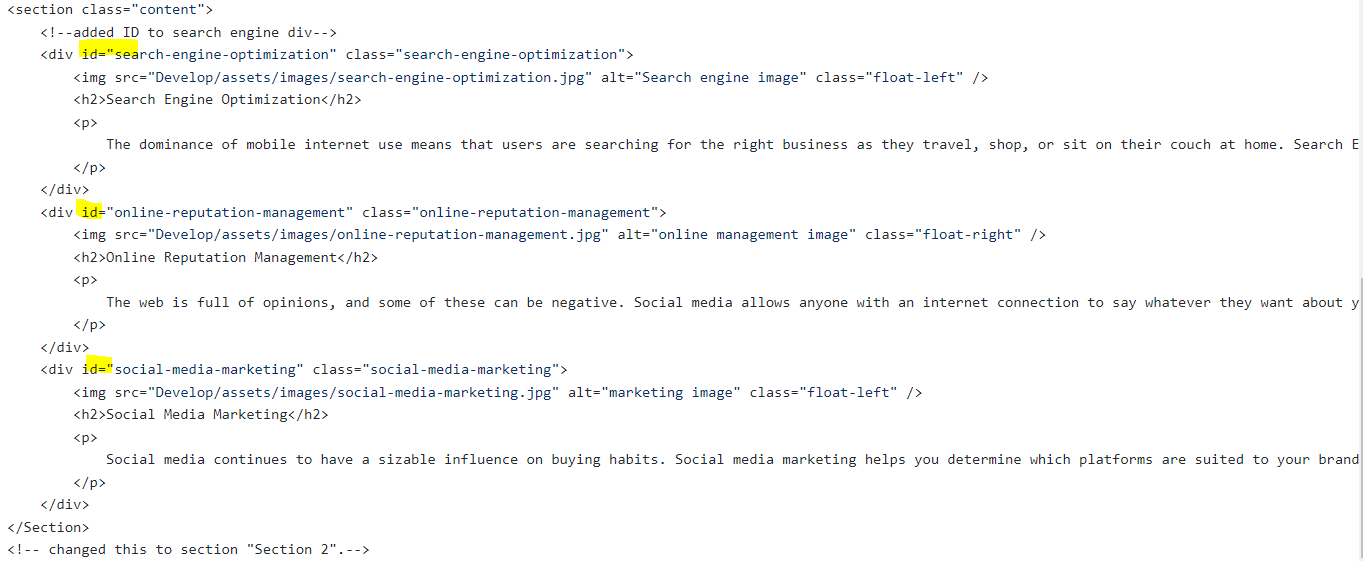 <section class="content">
<!--added ID to search engine div-->
<div id="search-engine-optimization" class="search-engine-optimization">
<img src="Develop/assets/images/search-engine-optimization.jpg" alt="Search engine image" class="float-left" />
<h2>Search Engine Optimization</h2>
<p>
The dominance of mobile internet use means that users are searching for the right business as they travel, shop, or sit on their couch at home. Search E
</p>
</div>
<div id="online-reputation-management" class="online-reputation-management">
<img src="Develop/assets/images/online-reputation-management.jpg" alt="online management image" class="float-right" />
<h2>Online Reputation Management</h2>
<p>
The web is full of opinions, and some of these can be negative. Social media allows anyone with an internet connection to say whatever they want about y
</p>
</div>
<div id="social-media-marketing" class="social-media-marketing">
<img src="Develop/assets/images/social-media-marketing.jpg" alt="marketing image" class="float-left" />
<h2>Social Media Marketing</h2>
<p>
Social media continues to have a sizable influence on buying habits. Social media marketing helps you determine which platforms are suited to your brand
</p>
</div>
</Section>
<!-- changed this to section "Section 2".-->